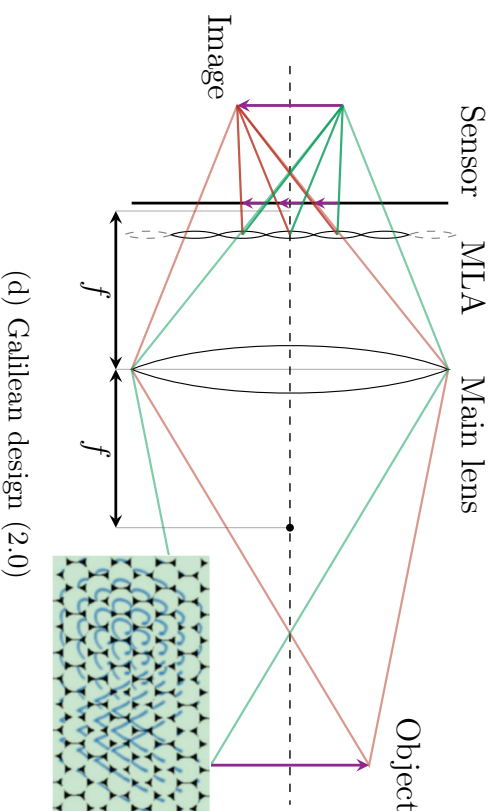 Sensor
MLA
Main lens
Object
Image
f
f
(d) Galilean design (2.0)